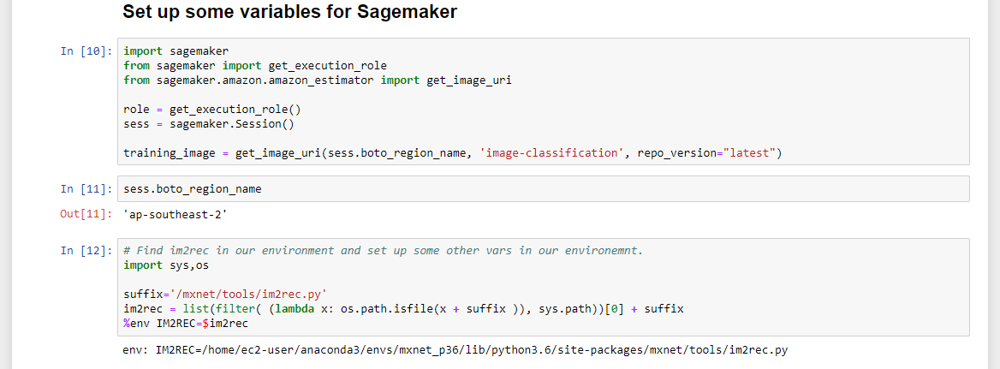 Set up some variables for Sagemaker
In [10]: import sagemaker
from sagemaker import get_execution_role
from sagemaker.amazon.amazon_estimator import get_image_uri
role = get_execution_role()
sess = sagemaker.Session()
training_image = get_image_uri(sess.boto_region_name, 'image-classification', repo_version="latest")
In [11]: sess.boto_region_name
Out[11]: 'ap-southeast-2'
In [12]: # Find im2rec in our environment and set up some other vars in our environemnt.
import sys,os
suffix='/mxnet/tools/im2rec.py'
im2rec = list(filter( (lambda x: os.path.isfile(x + suffix )), sys.path))[0] + suffix
%env IM2REC=$im2rec
env: IM2REC=/home/ec2-user/anaconda3/envs/mxnet_p36/lib/python3.6/site-packages/mxnet/tools/im2rec.py